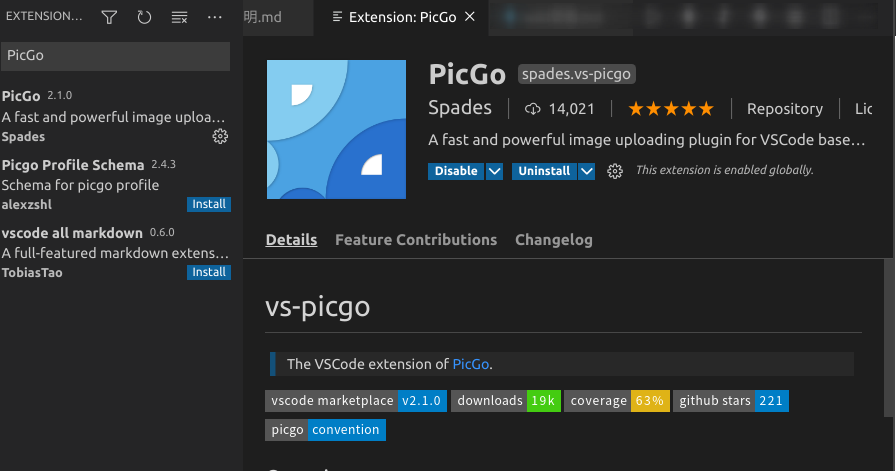 EXTENSION...
PicGo
PicGo 2.1.0
A fast and powerful image uploa...
Spades
Picgo Profile Schema 2.4.3
Schema for picgo profile
alexzshl
Install
vscode all markdown 0.6.0
A full-featured markdown extens...
TobiasTao
Install
明.md
Extension: PicGo
PicGo spades.vs-picgo
Spades 14,021 Repository Lic
A fast and powerful image uploading plugin for VSCode base...
Disable Uninstall This extension is enabled globally.
Details Feature Contributions Changelog
vs-picgo
The VSCode extension of PicGo.
vscode marketplace v2.1.0 downloads 19k coverage 63% github stars 221
picgo convention